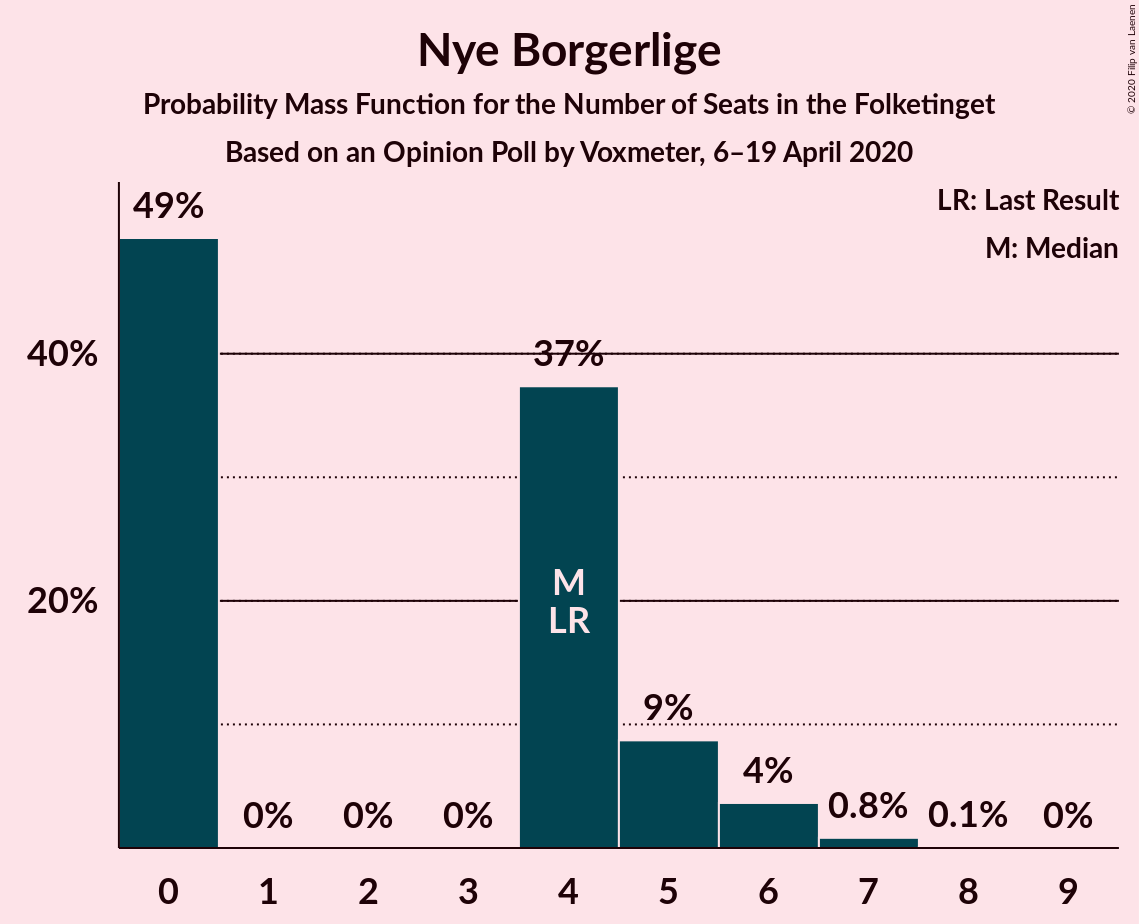 Nye Borgerlige
Probability Mass Function for the Number of Seats in the Folketinget
Based on an Opinion Poll by Voxmeter, 6–19 April 2020
© 2020 Filip van Laenen
LR: Last Result
M: Median
49%
40%
37%
20%
M
LR
9%
4%
0%
0%
0%
0.8%
0.1%
0%
0
1
2
3
4
5
6
7
8
9